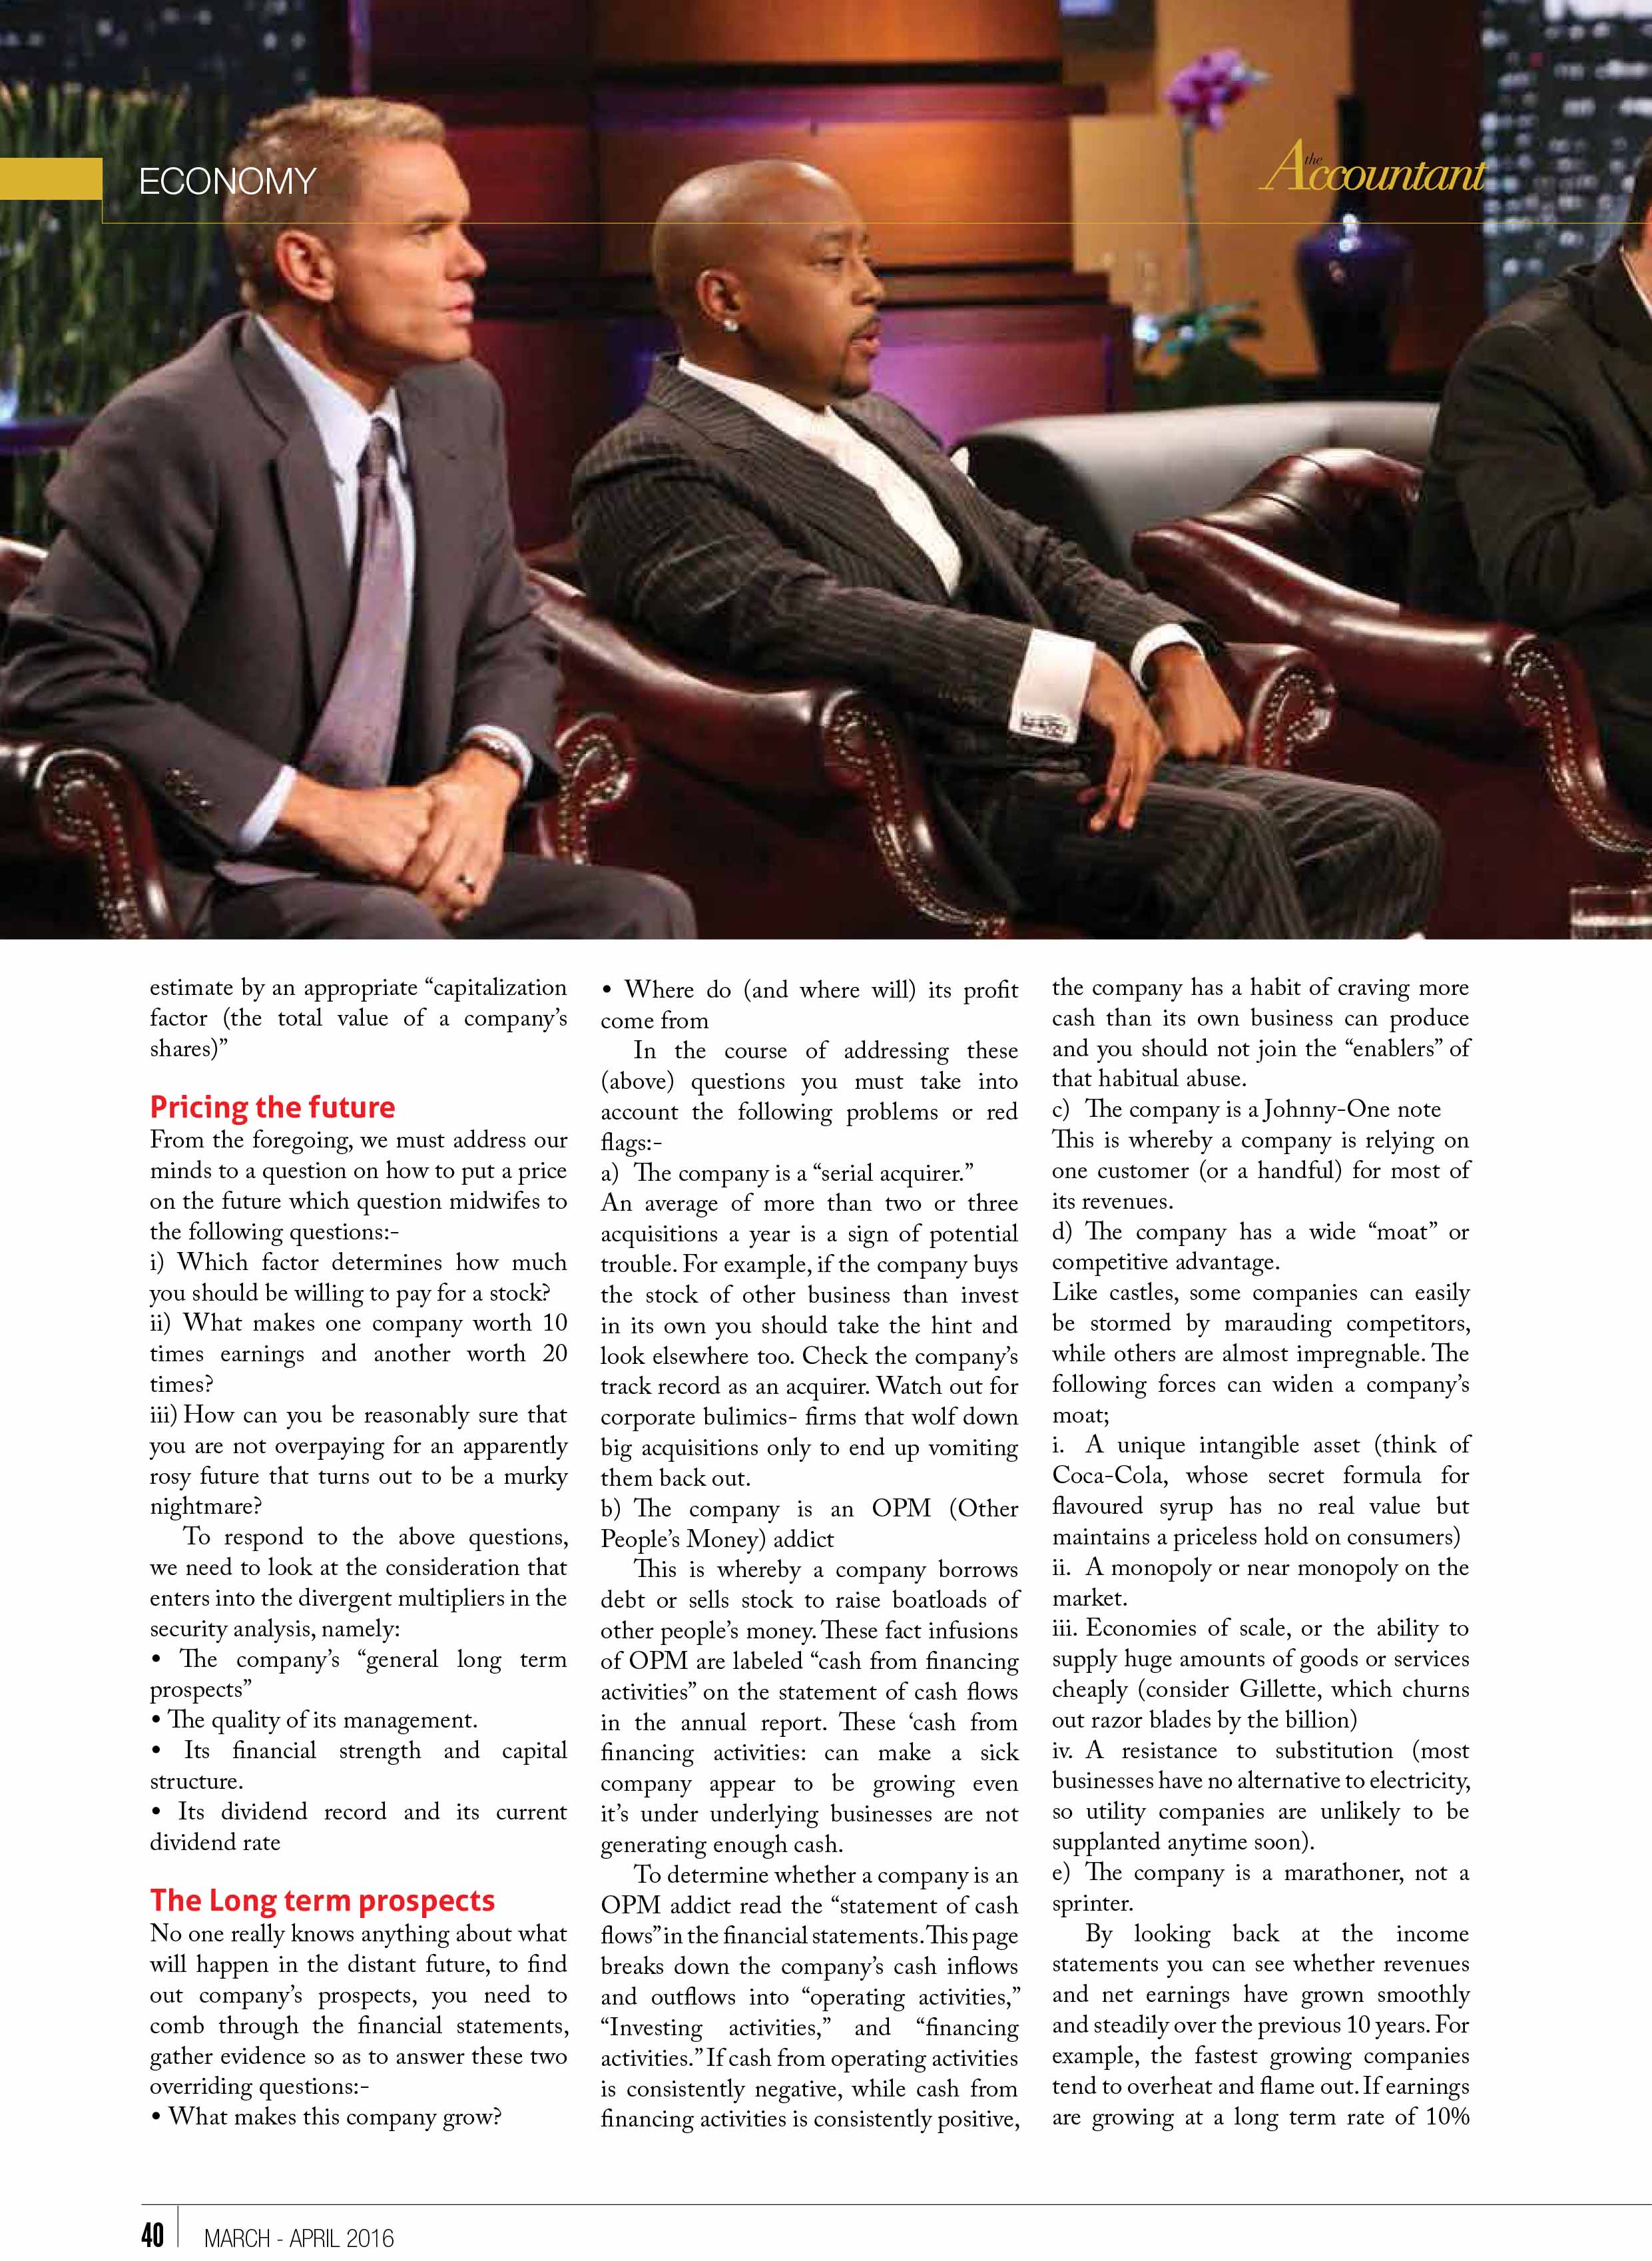 ECONOMY
the Accountant
estimate by an appropriate “capitalization
factor (the total value of a company’s
shares)”
Pricing the future
From the foregoing, we must address our
minds to a question on how to put a price
on the future which question midwifes to
the following questions:-
i) Which factor determines how much
you should be willing to pay for a stock?
ii) What makes one company worth 10
times earnings and another worth 20
times?
iii) How can you be reasonably sure that
you are not overpaying for an apparently
rosy future that turns out to be a murky
nightmare?
To respond to the above questions,
we need to look at the consideration that
enters into the divergent multipliers in the
security analysis, namely:
• The company’s “general long term
prospects”
• The quality of its management.
• Its financial strength and capital
structure.
• Its dividend record and its current
dividend rate
The Long term prospects
No one really knows anything about what
will happen in the distant future, to find
out company’s prospects, you need to
comb through the financial statements,
gather evidence so as to answer these two
overriding questions:-
• What makes this company grow?
• Where do (and where will) its profit
come from
In the course of addressing these
(above) questions you must take into
account the following problems or red
flags:-
a) The company is a “serial acquirer.”
An average of more than two or three
acquisitions a year is a sign of potential
trouble. For example, if the company buys
the stock of other business than invest
in its own you should take the hint and
look elsewhere too. Check the company’s
track record as an acquirer. Watch out for
corporate bulimics- firms that wolf down
big acquisitions only to end up vomiting
them back out.
b) The company is an OPM (Other
People’s Money) addict
This is whereby a company borrows
debt or sells stock to raise boatloads of
other people’s money. These fact infusions
of OPM are labeled “cash from financing
activities” on the statement of cash flows
in the annual report. These ‘cash from
financing activities: can make a sick
company appear to be growing even
it’s under underlying businesses are not
generating enough cash.
To determine whether a company is an
OPM addict read the “statement of cash
flows” in the financial statements. This page
breaks down the company’s cash inflows
and outflows into “operating activities,”
“Investing activities,” and “financing
activities.” If cash from operating activities
is consistently negative, while cash from
financing activities is consistently positive,
the company has a habit of craving more
cash than its own business can produce
and you should not join the “enablers” of
that habitual abuse.
c) The company is a Johnny-One note
This is whereby a company is relying on
one customer (or a handful) for most of
its revenues.
d) The company has a wide “moat” or
competitive advantage.
Like castles, some companies can easily
be stormed by marauding competitors,
while others are almost impregnable. The
following forces can widen a company’s
moat;
i. A unique intangible asset (think of
Coca-Cola, whose secret formula for
flavoured syrup has no real value but
maintains a priceless hold on consumers)
ii. A monopoly or near monopoly on the
market.
iii. Economies of scale, or the ability to
supply huge amounts of goods or services
cheaply (consider Gillette, which churns
out razor blades by the billion)
iv. A resistance to substitution (most
businesses have no alternative to electricity,
so utility companies are unlikely to be
supplanted anytime soon).
e) The company is a marathoner, not a
sprinter.
By looking back at the income
statements you can see whether revenues
and net earnings have grown smoothly
and steadily over the previous 10 years. For
example, the fastest growing companies
tend to overheat and flame out. If earnings
are growing at a long term rate of 10%
40 MARCH - APRIL 2016